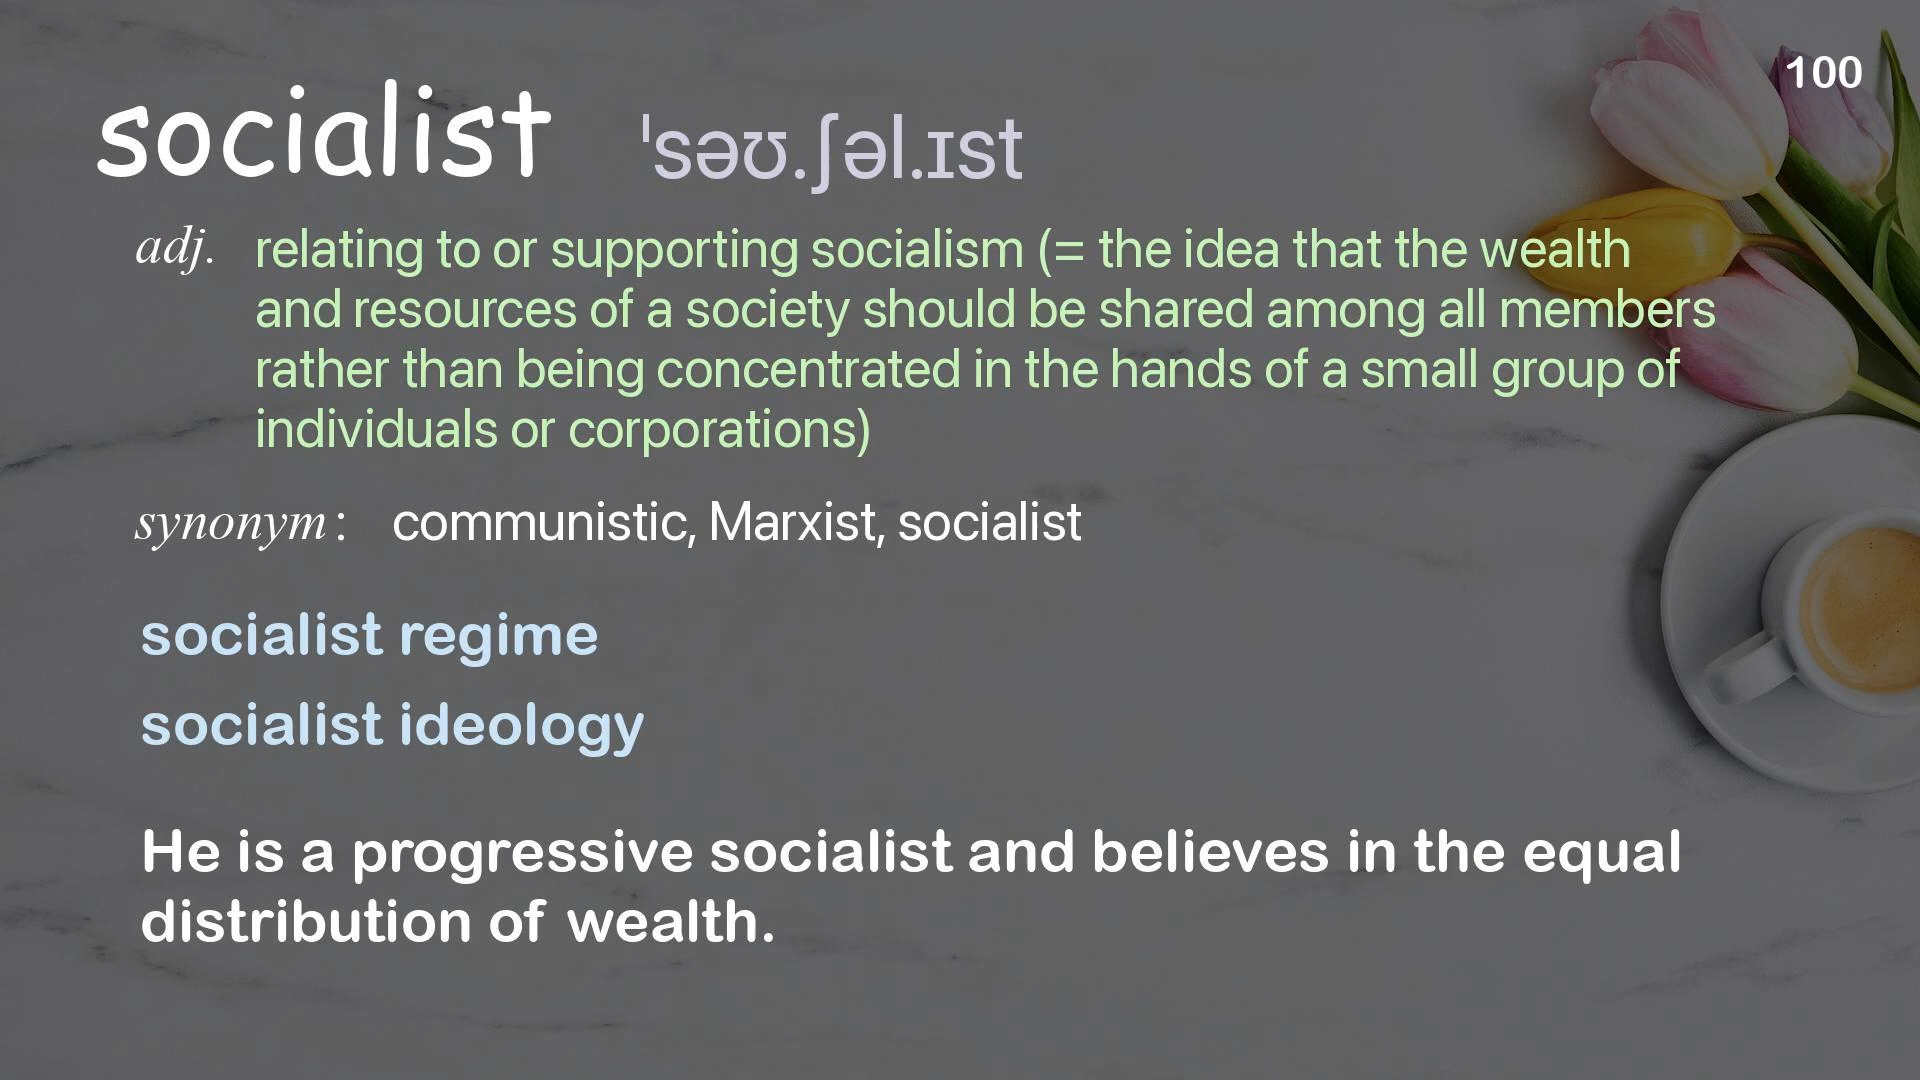 100
socialist ˈsəʊ.ʃəl.ɪst
adj. relating to or supporting socialism (= the idea that the wealth
and resources of a society should be shared among all members
rather than being concentrated in the hands of a small group of
individuals or corporations)
synonym: communistic, Marxist, socialist
socialist regime
socialist ideology
He is a progressive socialist and believes in the equal
distribution of wealth.